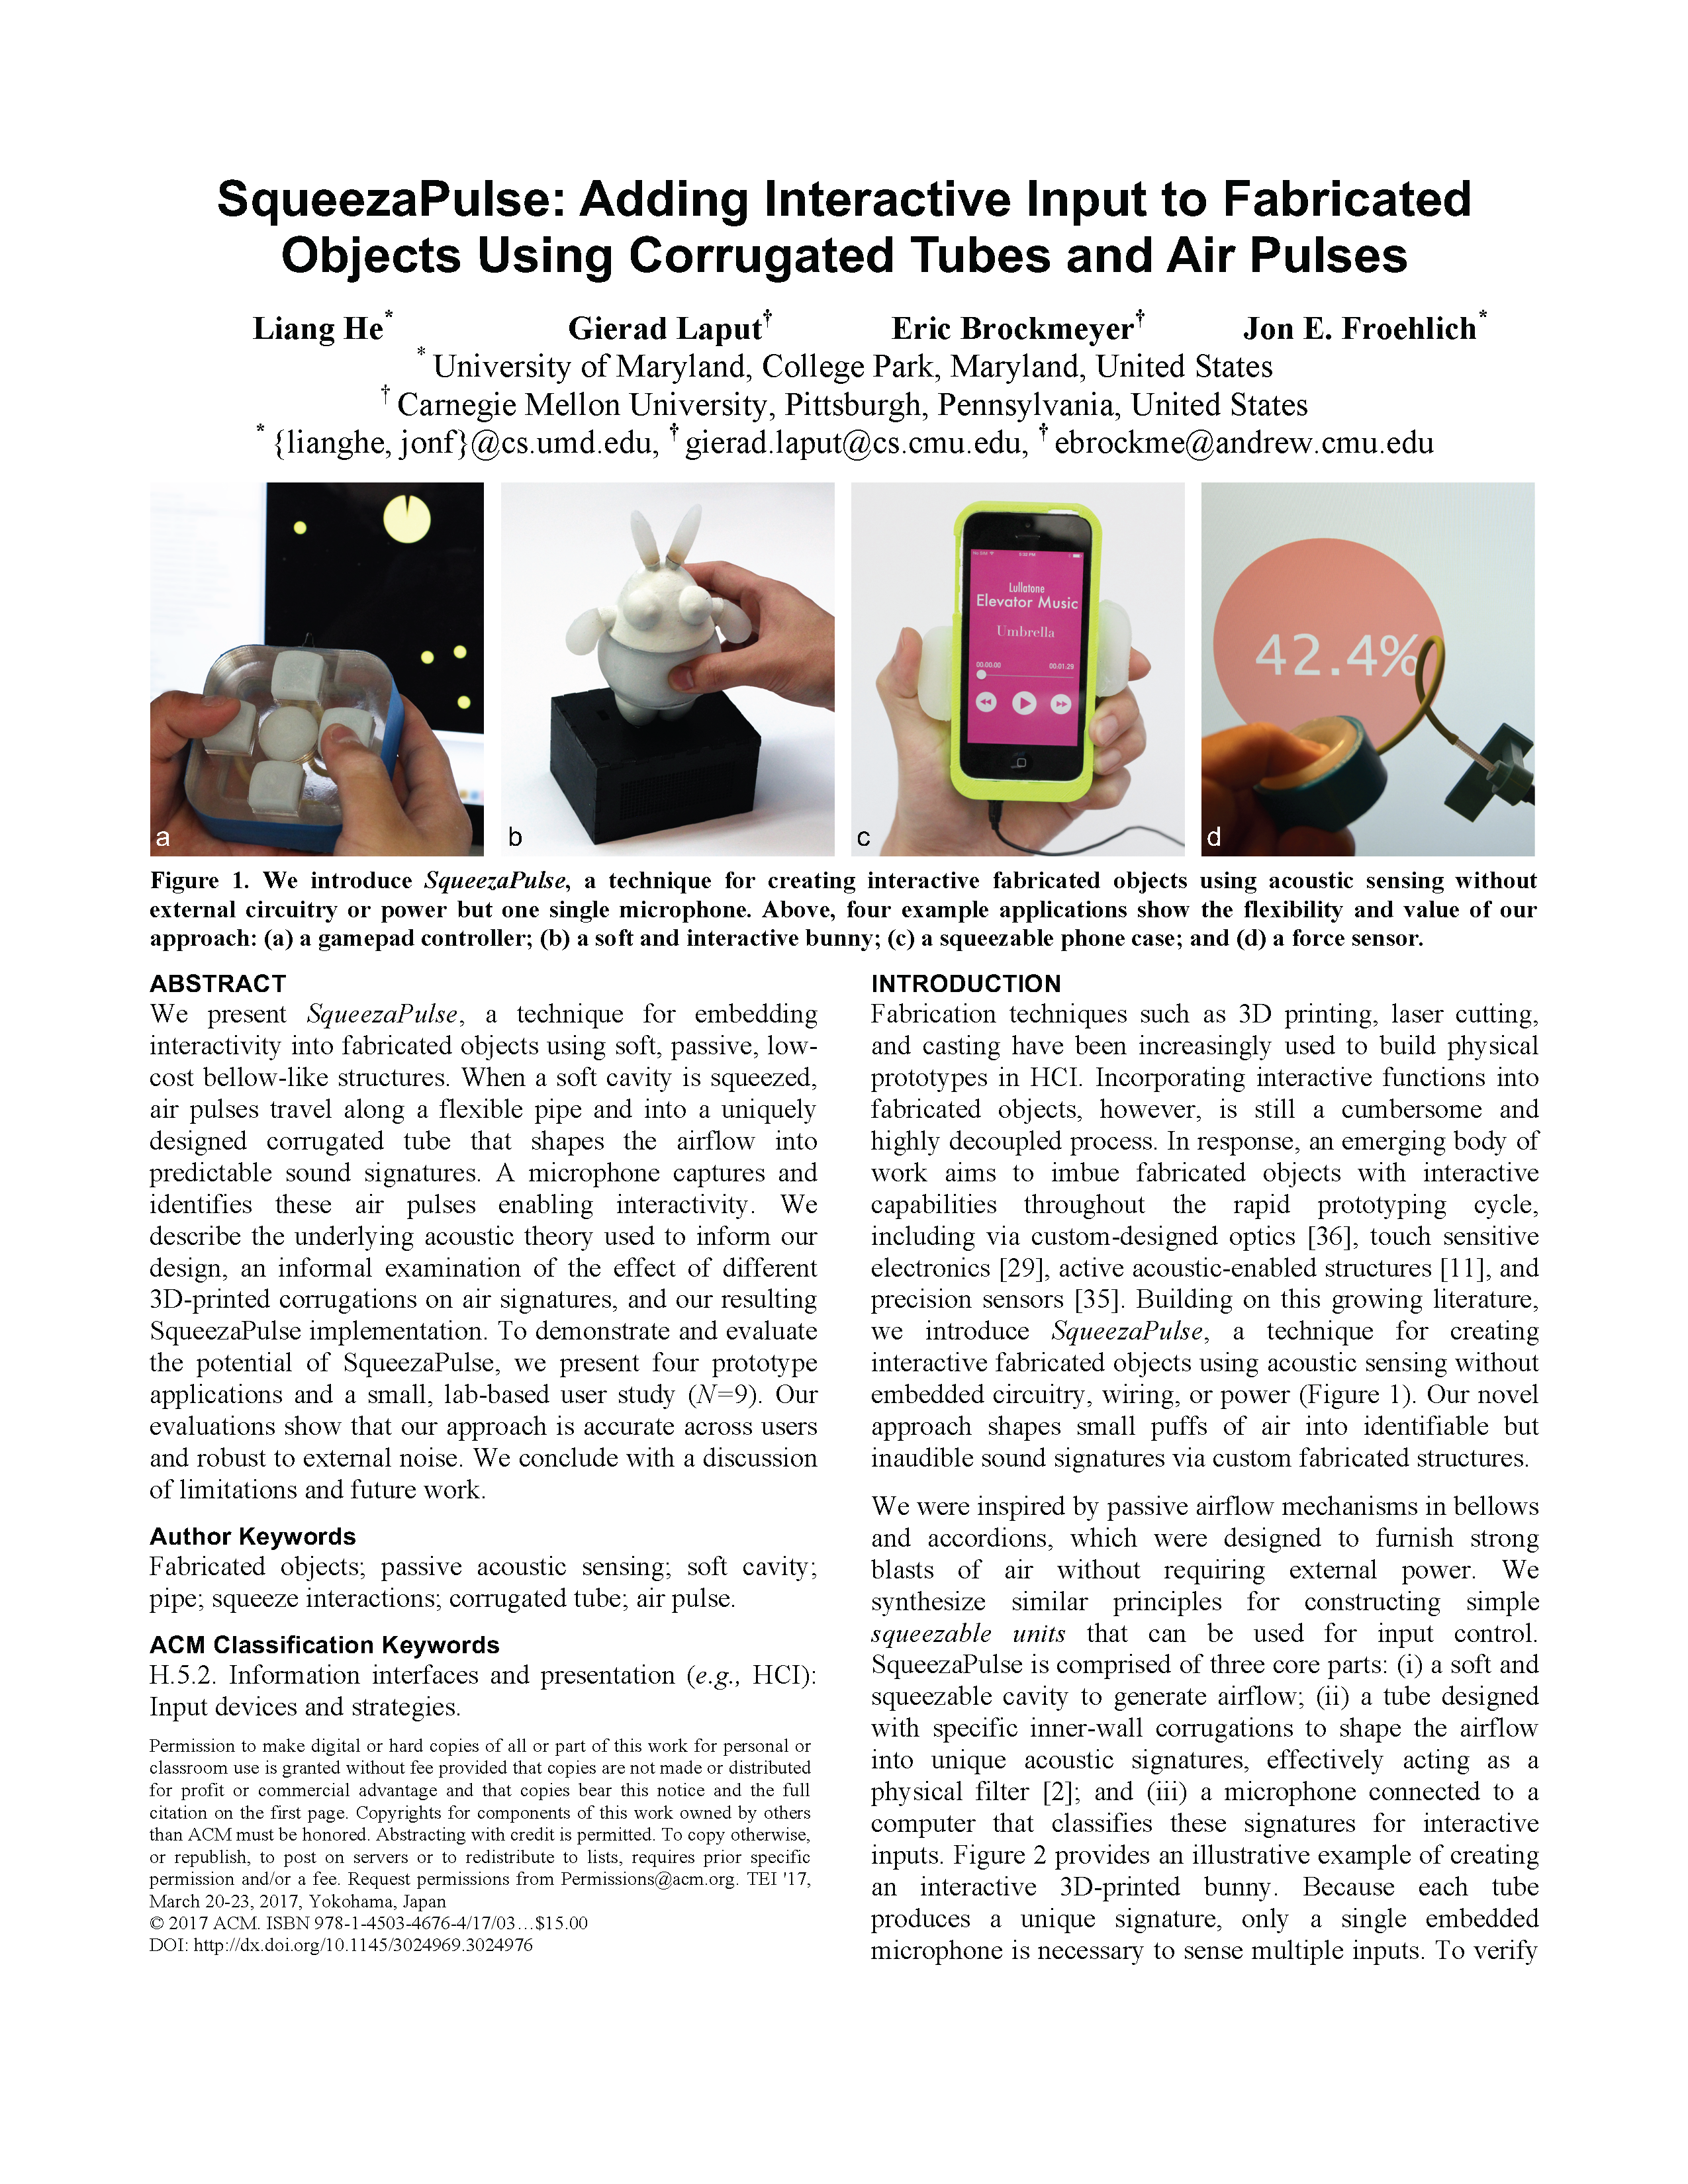 SqueezaPulse: Adding Interactive Input to Fabricated
Objects Using Corrugated Tubes and Air Pulses
Liang He* Gierad Laput† Eric Brockmeyer† Jon E. Froehlich*
* University of Maryland, College Park, Maryland, United States
† Carnegie Mellon University, Pittsburgh, Pennsylvania, United States
* {lianghe, jonf}@cs.umd.edu, † gierad.laput@cs.cmu.edu, † ebrockme@andrew.cmu.edu
a
b
Lullatone
Elevator Music
Umbrella
00:00:00 00:01:29
c
42.4%
d
Figure 1. We introduce SqueezaPulse, a technique for creating interactive fabricated objects using acoustic sensing without
external circuitry or power but one single microphone. Above, four example applications show the flexibility and value of our
approach: (a) a gamepad controller; (b) a soft and interactive bunny; (c) a squeezable phone case; and (d) a force sensor.
ABSTRACT
We present SqueezaPulse, a technique for embedding
interactivity into fabricated objects using soft, passive, low-
cost bellow-like structures. When a soft cavity is squeezed,
air pulses travel along a flexible pipe and into a uniquely
designed corrugated tube that shapes the airflow into
predictable sound signatures. A microphone captures and
identifies these air pulses enabling interactivity. We
describe the underlying acoustic theory used to inform our
design, an informal examination of the effect of different
3D-printed corrugations on air signatures, and our resulting
SqueezaPulse implementation. To demonstrate and evaluate
the potential of SqueezaPulse, we present four prototype
applications and a small, lab-based user study (N=9). Our
evaluations show that our approach is accurate across users
and robust to external noise. We conclude with a discussion
of limitations and future work.
Author Keywords
Fabricated objects; passive acoustic sensing; soft cavity;
pipe; squeeze interactions; corrugated tube; air pulse.
ACM Classification Keywords
H.5.2. Information interfaces and presentation (e.g., HCI):
Input devices and strategies.
Permission to make digital or hard copies of all or part of this work for personal or
classroom use is granted without fee provided that copies are not made or distributed
for profit or commercial advantage and that copies bear this notice and the full
citation on the first page. Copyrights for components of this work owned by others
than ACM must be honored. Abstracting with credit is permitted. To copy otherwise,
or republish, to post on servers or to redistribute to lists, requires prior specific
permission and/or a fee. Request permissions from Permissions@acm.org. TEI '17,
March 20-23, 2017, Yokohama, Japan
© 2017 ACM. ISBN 978-1-4503-4676-4/17/03…$15.00
DOI: http://dx.doi.org/10.1145/3024969.3024976
INTRODUCTION
Fabrication techniques such as 3D printing, laser cutting,
and casting have been increasingly used to build physical
prototypes in HCI. Incorporating interactive functions into
fabricated objects, however, is still a cumbersome and
highly decoupled process. In response, an emerging body of
work aims to imbue fabricated objects with interactive
capabilities throughout the rapid prototyping cycle,
including via custom-designed optics [36], touch sensitive
electronics [29], active acoustic-enabled structures [11], and
precision sensors [35]. Building on this growing literature,
we introduce SqueezaPulse, a technique for creating
interactive fabricated objects using acoustic sensing without
embedded circuitry, wiring, or power (Figure 1). Our novel
approach shapes small puffs of air into identifiable but
inaudible sound signatures via custom fabricated structures.
We were inspired by passive airflow mechanisms in bellows
and accordions, which were designed to furnish strong
blasts of air without requiring external power. We
synthesize similar principles for constructing simple
squeezable units that can be used for input control.
SqueezaPulse is comprised of three core parts: (i) a soft and
squeezable cavity to generate airflow; (ii) a tube designed
with specific inner-wall corrugations to shape the airflow
into unique acoustic signatures, effectively acting as a
physical filter [2]; and (iii) a microphone connected to a
computer that classifies these signatures for interactive
inputs. Figure 2 provides an illustrative example of creating
an interactive 3D-printed bunny. Because each tube
produces a unique signature, only a single embedded
microphone is necessary to sense multiple inputs. To verify